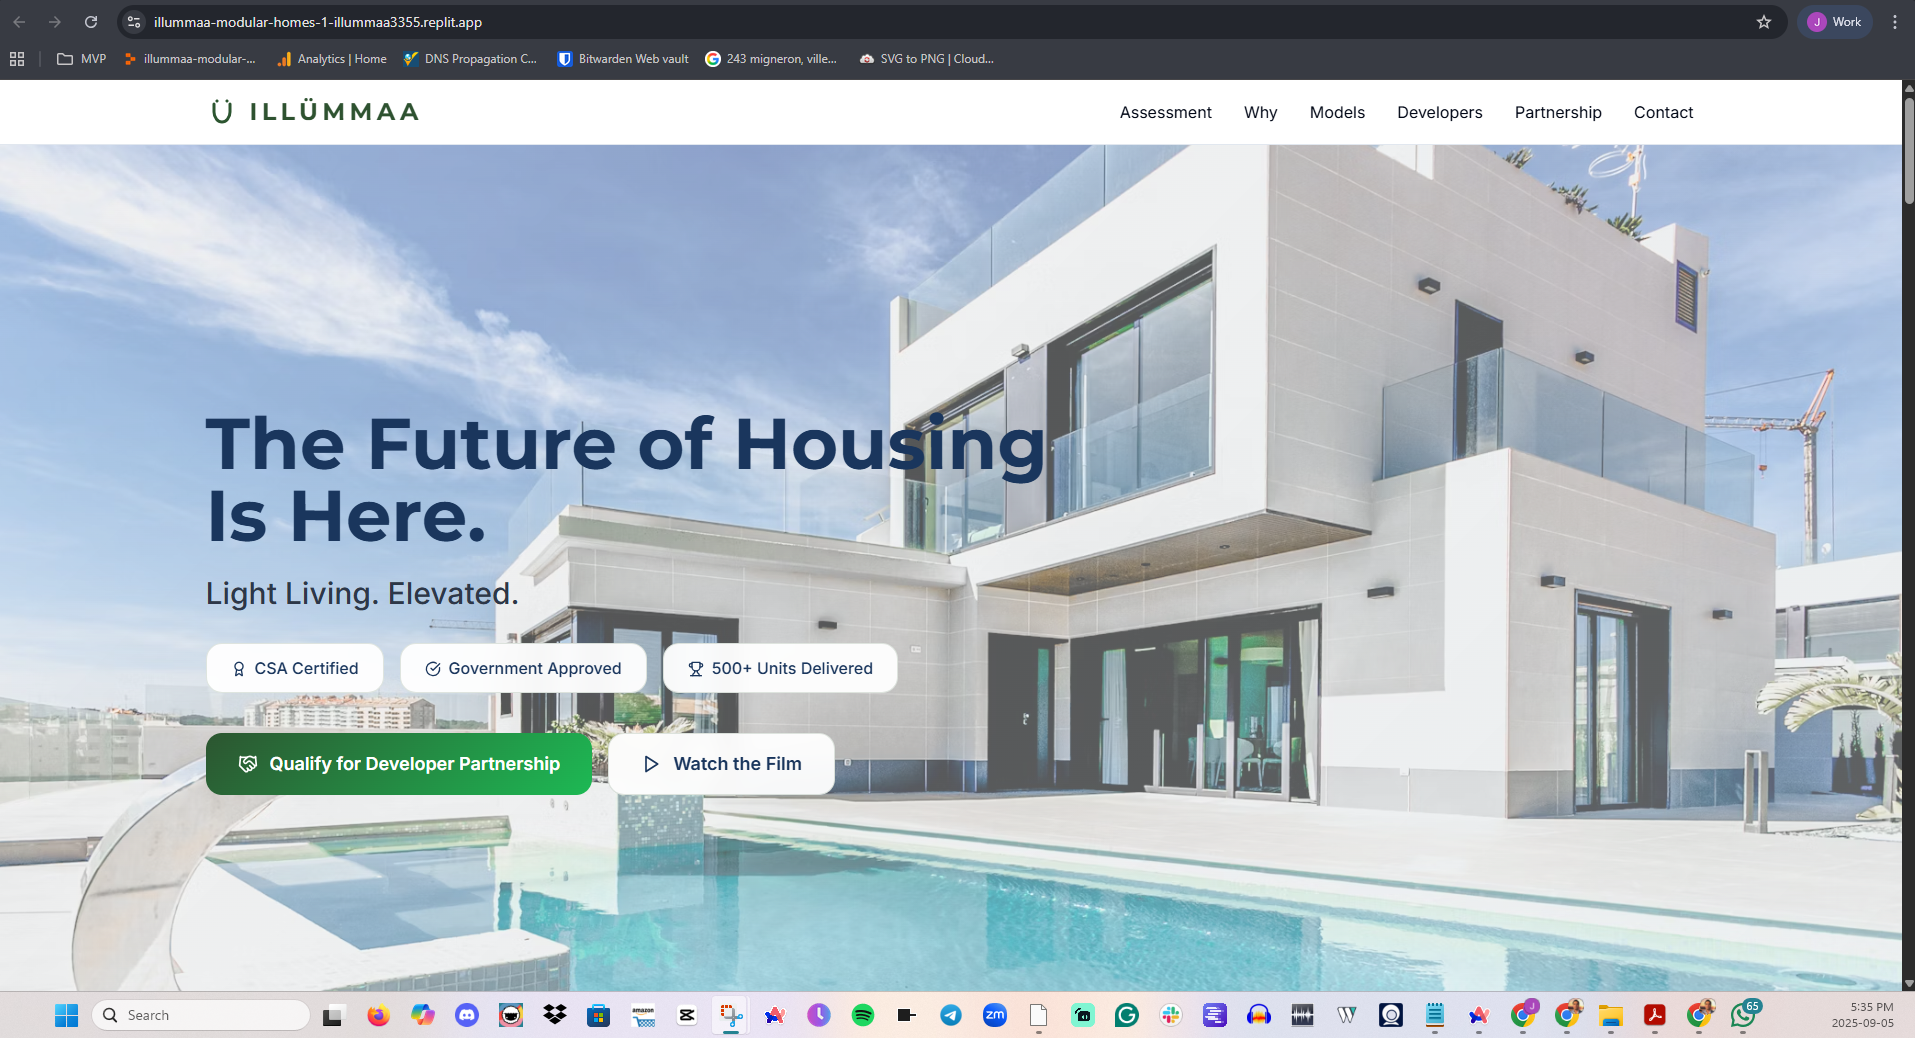 illummaa-modular-homes-1-illummaa3355.replit.app
J Work
MVP
illummaa-modular-...
Analytics | Home
DNS Propagation C...
Bitwarden Web vault
243 migneron, ville...
SVG to PNG | Cloud...
Ü ILLÜMMAA
Assessment Why Models Developers Partnership Contact
The Future of Housing
Is Here.
Light Living. Elevated.
CSA Certified
Government Approved
500+ Units Delivered
Qualify for Developer Partnership
Watch the Film
Search
amazon
zm
65
5:35 PM
2025-09-05